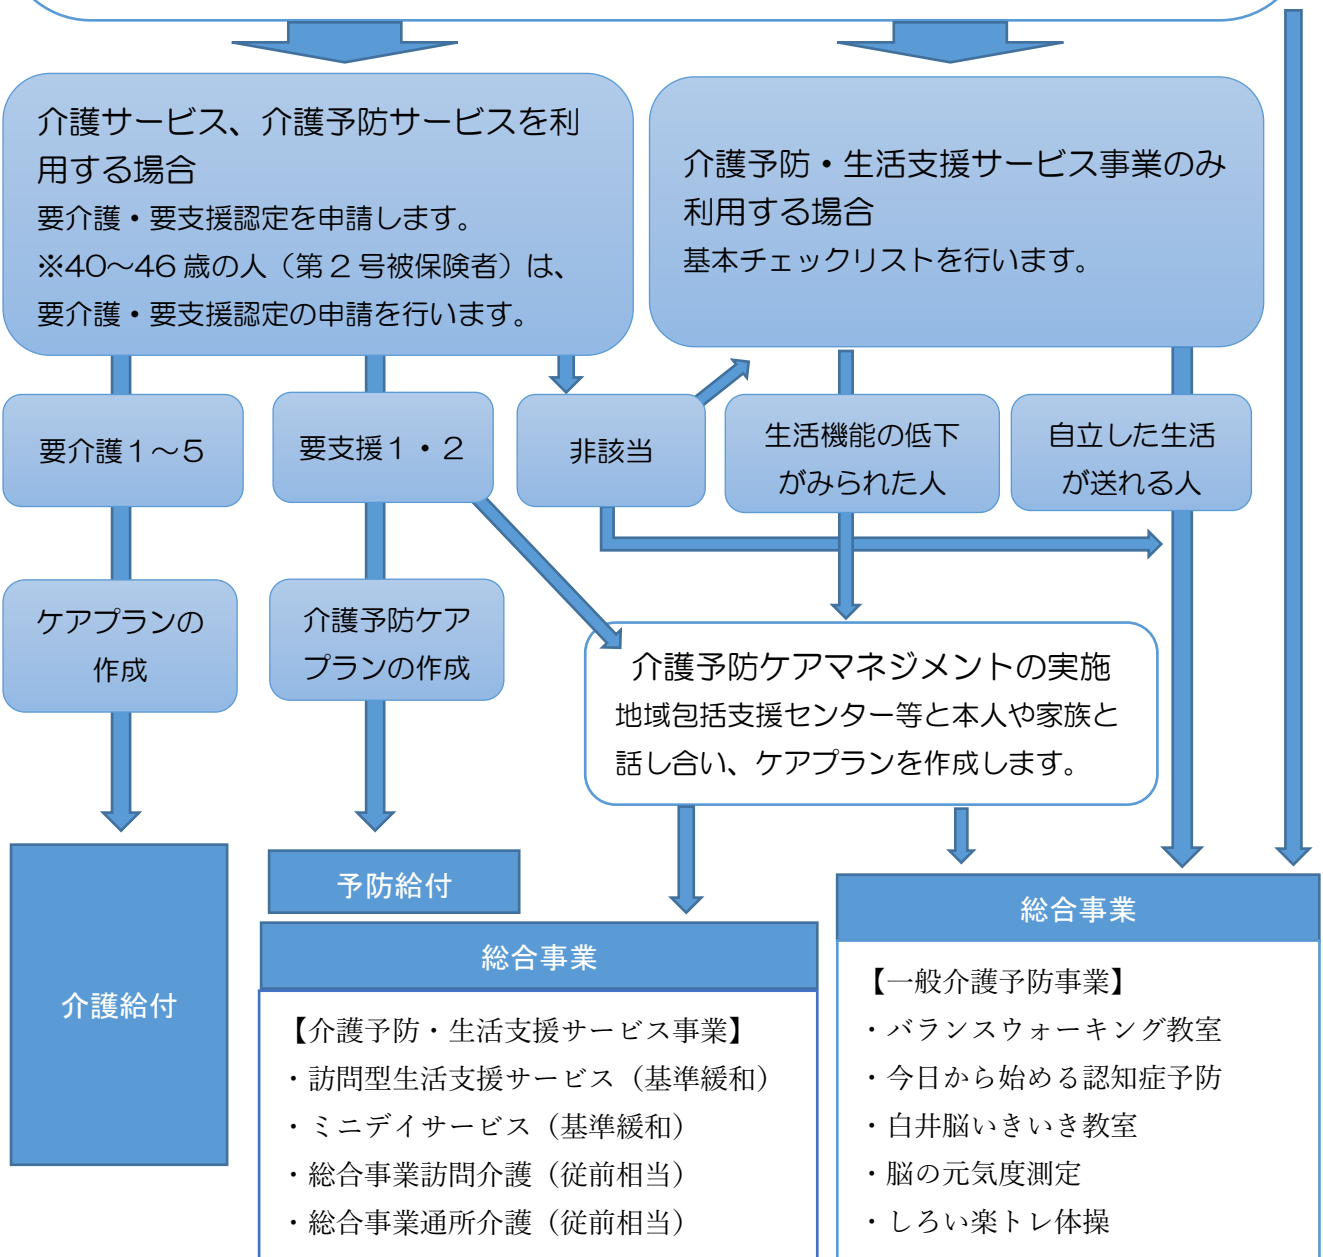 介護サービス、介護予防サービスを利
用する場合
要介護・要支援認定を申請します。
※40～46歳の人（第２号被保険者）は、
要介護・要支援認定の申請を行います。
介護予防・生活支援サービス事業のみ
利用する場合
基本チェックリストを行います。
要介護１～５
要支援１・２
非該当
生活機能の低下
がみられた人
自立した生活
が送れる人
ケアプランの
作成
介護予防ケア
プランの作成
介護予防ケアマネジメントの実施
地域包括支援センター等と本人や家族と
話し合い、ケアプランを作成します。
介護給付
予防給付
総合事業
【介護予防・生活支援サービス事業】
・訪問型生活支援サービス（基準緩和）
・ミニデイサービス（基準緩和）
・総合事業訪問介護（従前相当）
・総合事業通所介護（従前相当）
総合事業
【一般介護予防事業】
・バランスウォーキング教室
・今日から始める認知症予防
・白井脳いきいき教室
・脳の元気度測定
・しろい楽トレ体操